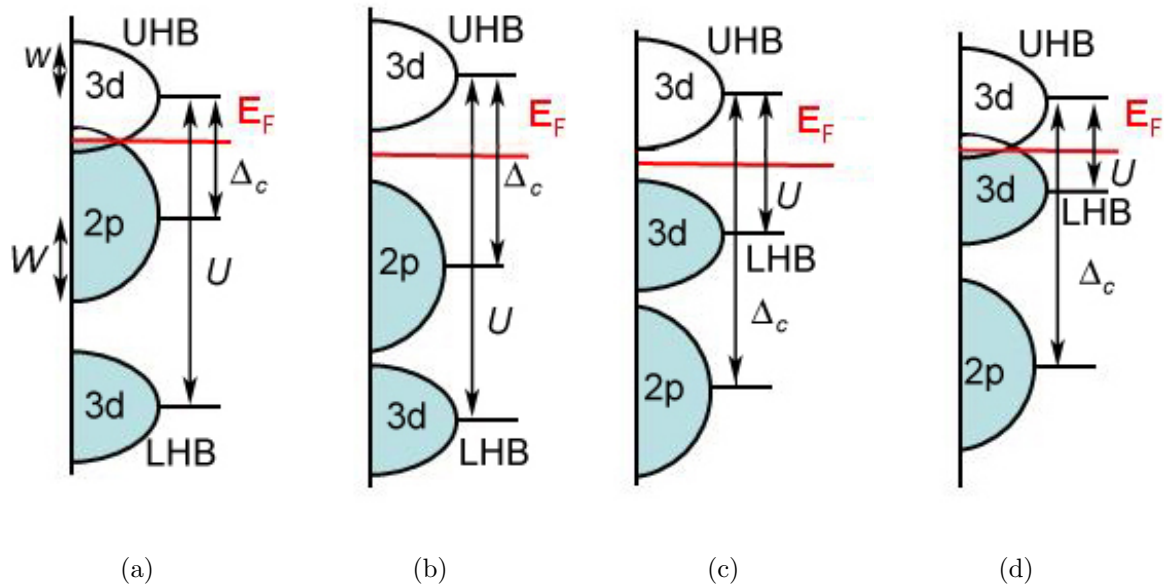 UHB
w
3d
E_F
Δ_c
2p
W
U
3d
LHB
(a)
UHB
3d
E_F
Δ_c
2p
U
3d
LHB
(b)
UHB
3d
E_F
U
3d
LHB
Δ_c
2p
(c)
UHB
3d
E_F
3d
U
LHB
Δ_c
2p
(d)